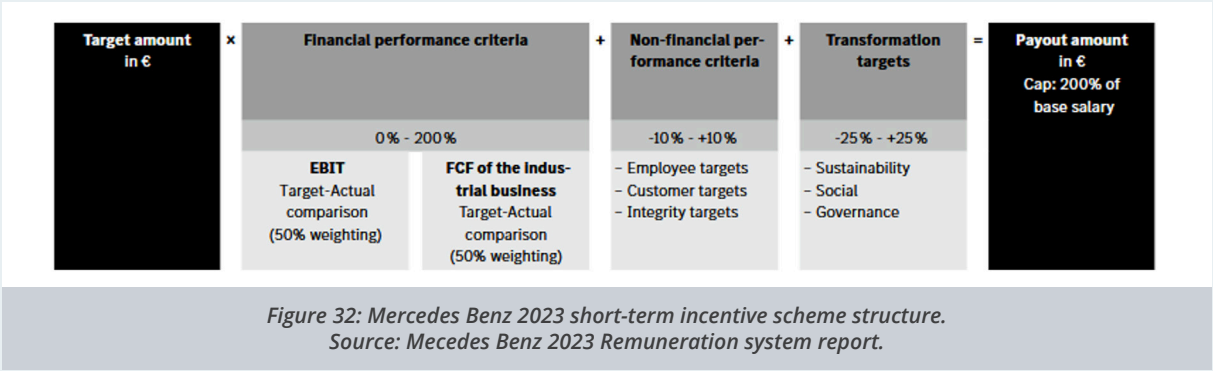 Target amount
in €
×
Financial performance criteria
+
Non-financial per-
formance criteria
+
Transformation
targets
=
Payout amount
in €
Cap: 200% of
base salary
0% - 200%
-10% - +10%
-25% - +25%
EBIT
Target-Actual
comparison
(50% weighting)
FCF of the indus-
trial business
Target-Actual
comparison
(50% weighting)
– Employee targets
– Customer targets
– Integrity targets
– Sustainability
– Social
– Governance
Figure 32: Mercedes Benz 2023 short-term incentive scheme structure.
Source: Mecedes Benz 2023 Remuneration system report.